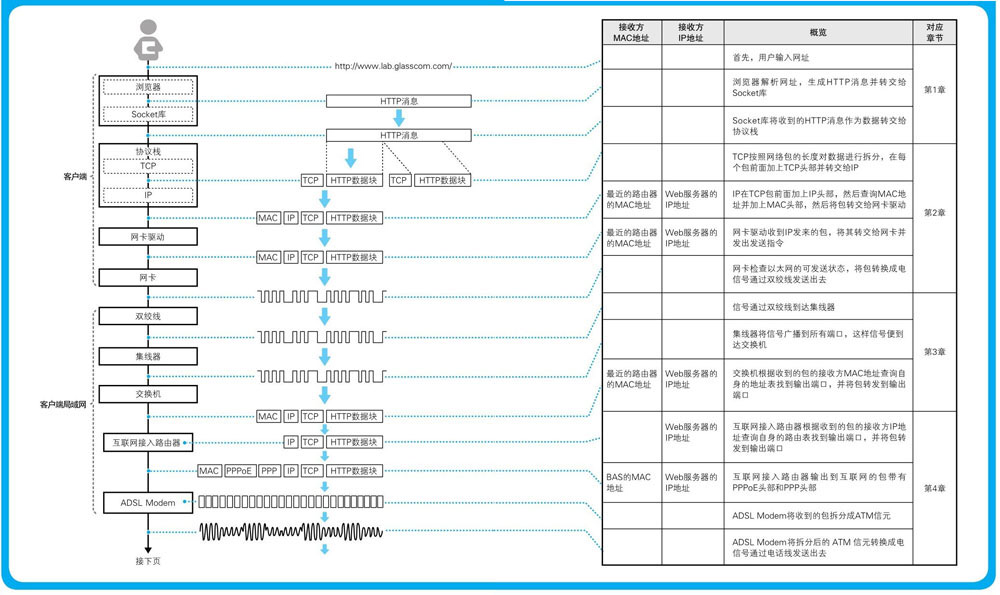 http://www.lab.glasscom.com/
客户端
浏览器
Socket库
HTTP消息
HTTP消息
协议栈
TCP
IP
TCP HTTP数据块 TCP HTTP数据块
MAC IP TCP HTTP数据块
网卡驱动
MAC IP TCP HTTP数据块
网卡
客户端局域网
双绞线
集线器
交换机
MAC IP TCP HTTP数据块
互联网接入路由器
IP TCP HTTP数据块
MAC PPPoE PPP IP TCP HTTP数据块
ADSL Modem
接下页
接收方
MAC地址
接收方
IP地址
概览
对应
章节
首先，用户输入网址
浏览器解析网址，生成HTTP消息并转交给
Socket库
Socket库将收到的HTTP消息作为数据转交给
协议栈
第1章
TCP按照网络包的长度对数据进行拆分，在每
个包前面加上TCP头部并转交给IP
最近的路由器
的MAC地址
Web服务器的
IP地址
IP在TCP包前面加上IP头部，然后查询MAC地
址并加上MAC头部，然后将包转交给网卡驱动
最近的路由器
的MAC地址
Web服务器的
IP地址
网卡驱动收到IP发来的包，将其转交给网卡并
发出发送指令
网卡检查以太网的可发送状态，将包转换成电
信号通过双绞线发送出去
第2章
信号通过双绞线到达集线器
集线器将信号广播到所有端口，这样信号便到
达交换机
最近的路由器
的MAC地址
Web服务器的
IP地址
交换机根据收到的包的接收方MAC地址查询自
身的地址表找到输出端口，并将包转发到输出
端口
第3章
Web服务器的
IP地址
互联网接入路由器根据收到的包的接收方IP地
址查询自身的路由表找到输出端口，并将包转
发到输出端口
BAS的MAC
地址
Web服务器的
IP地址
互联网接入路由器输出到互联网的包带有
PPPoE头部和PPP头部
ADSL Modem将收到的包拆分成ATM信元
ADSL Modem将拆分后的 ATM 信元转换成电
信号通过电话线发送出去
第4章